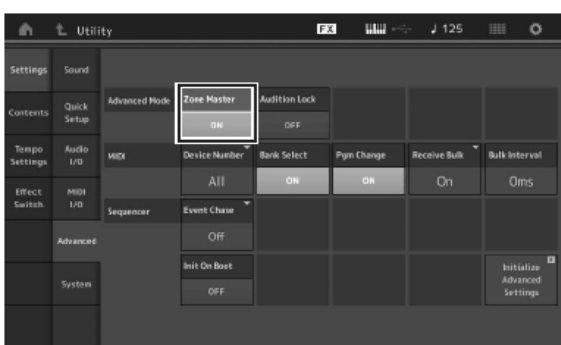 Utility FX 125
Settings Sound
Advanced Mode Zone Master Audition Lock
ON OFF
Contents Quick Setup
Tempo Settings Audio I/O MIDI Device Number Bank Select Pgm Change Receive Bulk Bulk Interval
All ON ON On 0ms
Effect Switch MIDI I/O
Sequencer Event Chase
Off
Advanced
Init On Boot
OFF
System
Initialize Advanced Settings